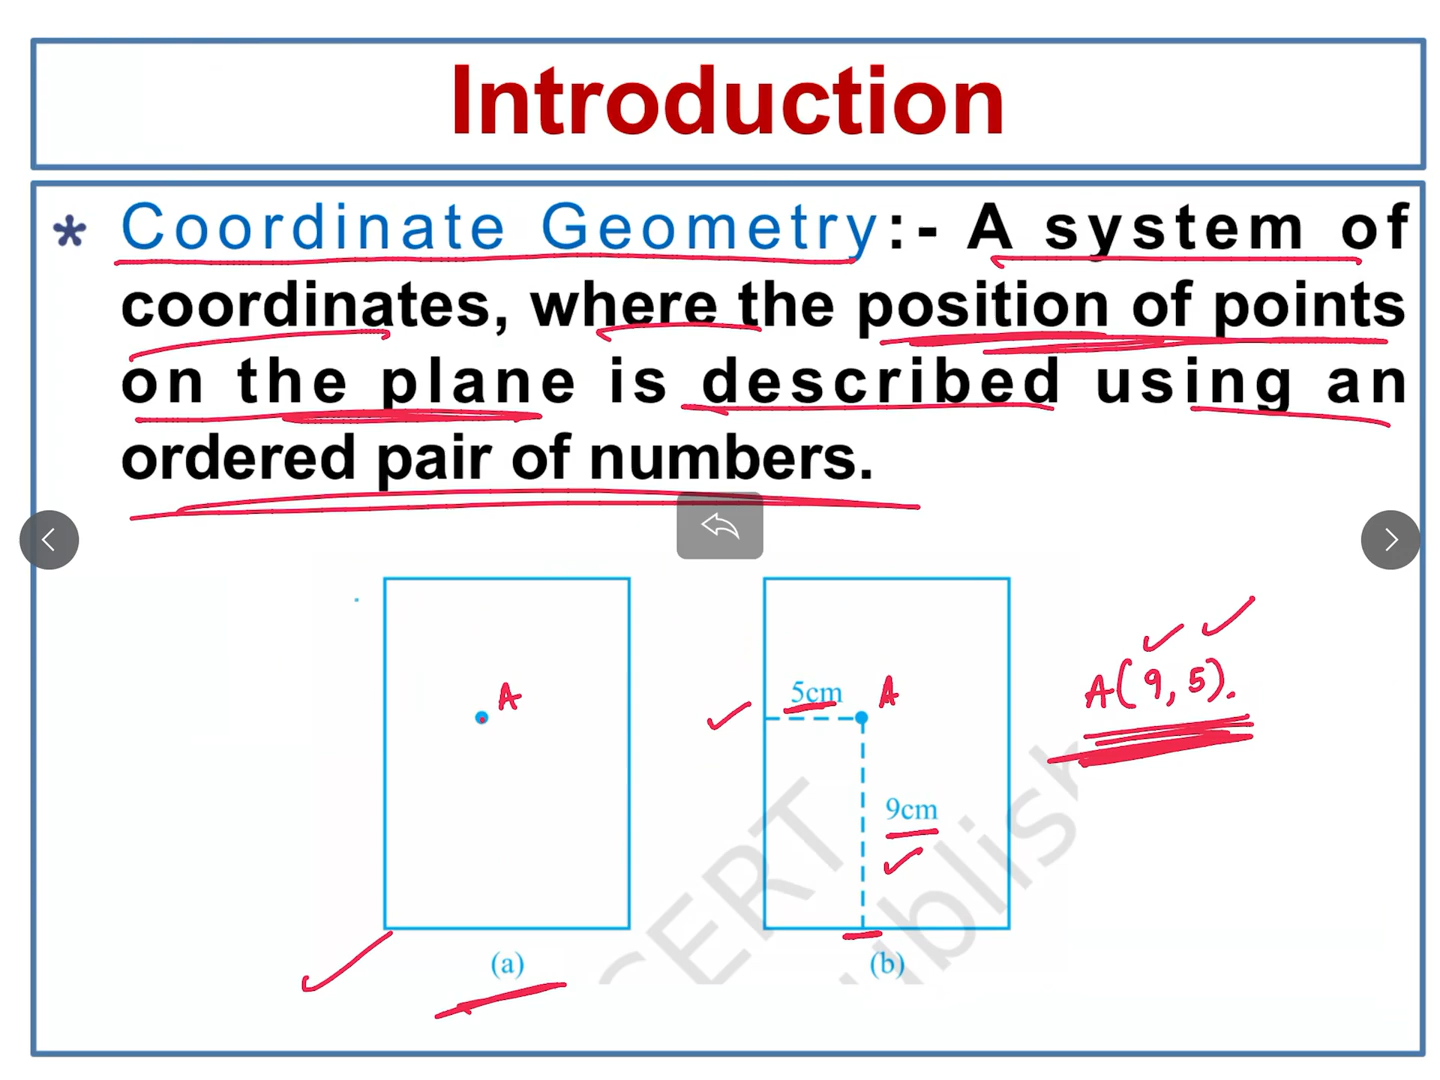 Introduction
* Coordinate Geometry:- A system of
coordinates, where the position of points
on the plane is described using an
ordered pair of numbers.
A
5cm
A
A(9,5).
9cm
(a)
(b)